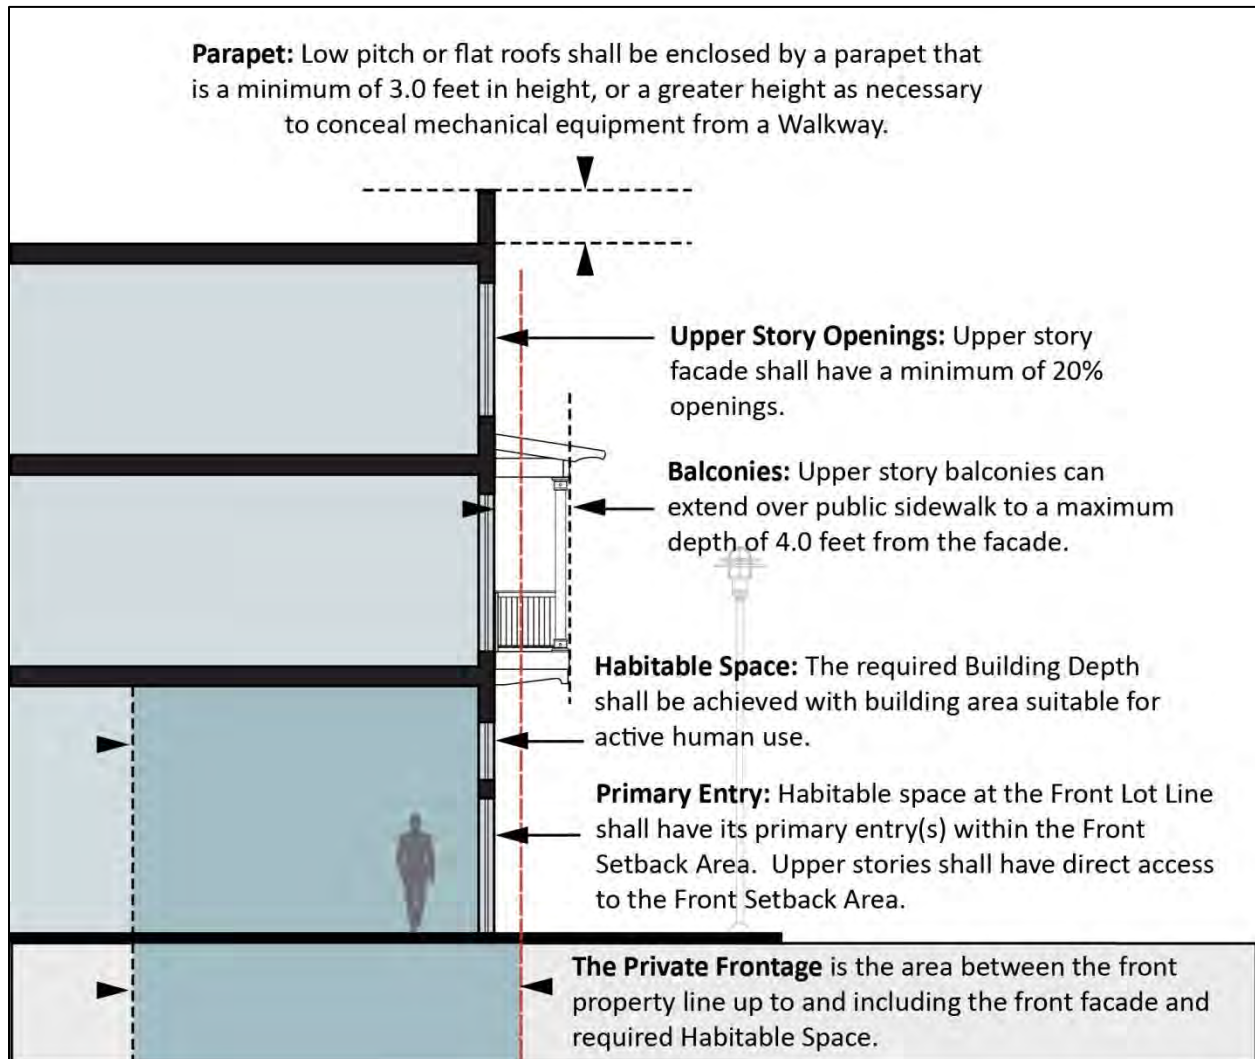 Parapet: Low pitch or flat roofs shall be enclosed by a parapet that
is a minimum of 3.0 feet in height, or a greater height as necessary
to conceal mechanical equipment from a Walkway.
Upper Story Openings: Upper story
facade shall have a minimum of 20%
openings.
Balconies: Upper story balconies can
extend over public sidewalk to a maximum
depth of 4.0 feet from the facade.
Habitable Space: The required Building Depth
shall be achieved with building area suitable for
active human use.
Primary Entry: Habitable space at the Front Lot Line
shall have its primary entry(s) within the Front
Setback Area. Upper stories shall have direct access
to the Front Setback Area.
The Private Frontage is the area between the front
property line up to and including the front facade and
required Habitable Space.